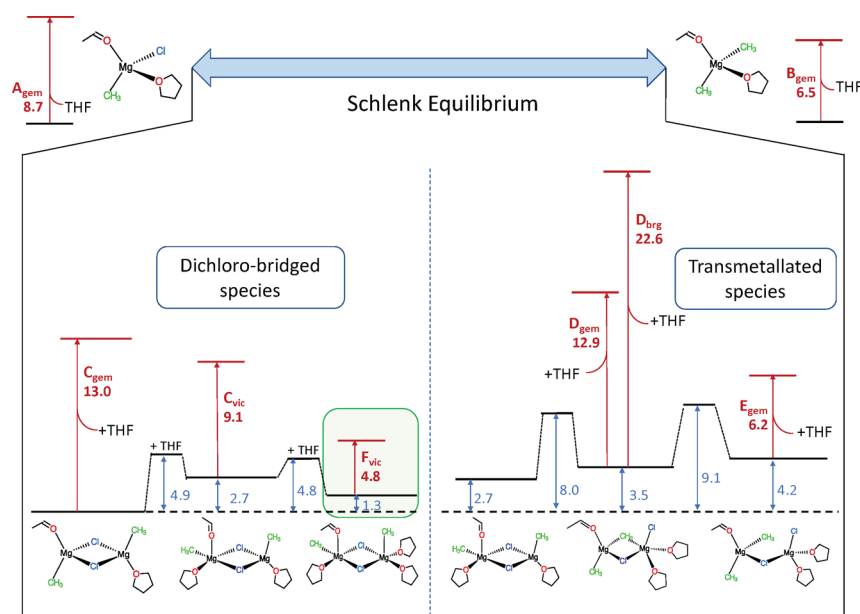 A_gem
8.7
THF
O
Cl
Mg
O
CH3
Schlenk Equilibrium
O
CH3
Mg
O
CH3
B_gem
6.5
THF
Dichloro-bridged
species
C_gem
13.0
+THF
+ THF
4.9
C_vic
9.1
2.7
+ THF
4.8
F_vic
4.8
1.3
Transmetallated
species
D_brg
22.6
+THF
D_gem
12.9
+THF
E_gem
6.2
+THF
2.7
8.0
3.5
9.1
4.2
O
CH3
Cl
Mg
Mg
Cl
CH3
O
O
H3C
CH3
Cl
Mg
Mg
Cl
O
O
O
CH3
H3C
Cl
Mg
Mg
O
Cl
O
O
O
H3C
CH3
Cl
Mg
Mg
Cl
O
O
O
Cl
CH3
Mg
Mg
O
Cl
CH3
O
O
Cl
CH3
Mg
Mg
O
Cl
CH3
O